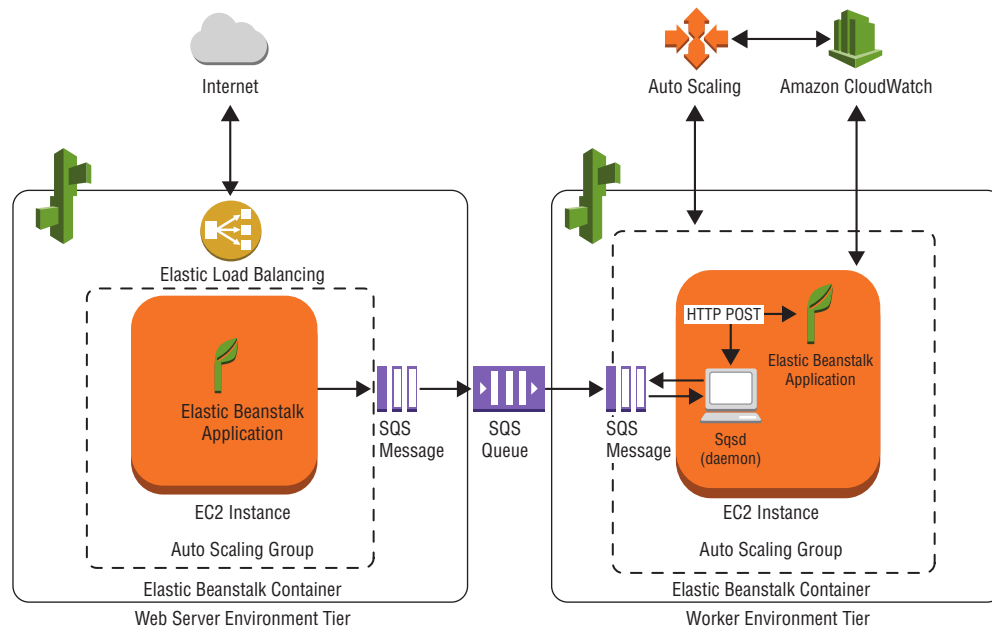 Internet
Auto Scaling
Amazon CloudWatch
Elastic Load Balancing
Elastic Beanstalk
Application
SQS
Message
SQS
Queue
EC2 Instance
Auto Scaling Group
Elastic Beanstalk Container
Web Server Environment Tier
HTTP POST
Elastic Beanstalk
Application
SQS
Message
Sqsd
(daemon)
EC2 Instance
Auto Scaling Group
Elastic Beanstalk Container
Worker Environment Tier